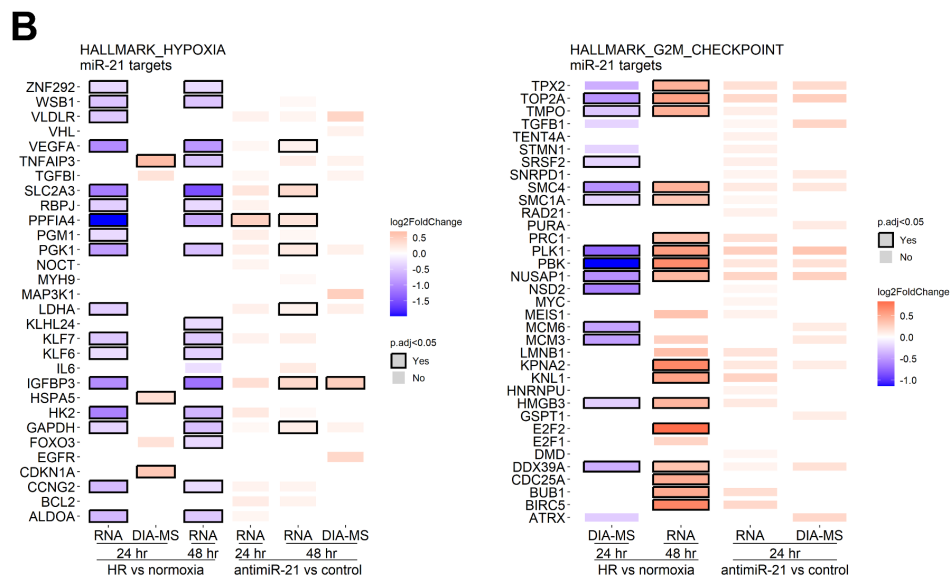 B
HALLMARK_HYPOXIA
miR-21 targets
ZNF292
WSB1
VLDLR
VHL
VEGFA
TNFAIP3
TGFBI
SLC2A3
RBPJ
PPFIA4
PGM1
PGK1
NOCT
MYH9
MAP3K1
LDHA
KLHL24
KLF7
KLF6
IL6
IGFBP3
HSPA5
HK2
GAPDH
FOXO3
EGFR
CDKN1A
CCNG2
BCL2
ALDOA
RNA DIA-MS RNA RNA RNA DIA-MS
24 hr 48 hr 24 hr 48 hr
HR vs normoxia antimiR-21 vs control
log2FoldChange
0.5
0.0
-0.5
-1.0
-1.5
p.adj<0.05
Yes
No
HALLMARK_G2M_CHECKPOINT
miR-21 targets
TPX2
TOP2A
TMPO
TGFB1
TENT4A
STMN1
SRSF2
SNRPD1
SMC4
SMC1A
RAD21
PURA
PRC1
PLK1
PBK
NUSAP1
NSD2
MYC
MEIS1
MCM6
MCM3
LMNB1
KPNA2
KNL1
HNRNPU
HMGB3
GSPT1
E2F2
E2F1
DMD
DDX39A
CDC25A
BUB1
BIRC5
ATRX
DIA-MS RNA RNA DIA-MS
24 hr 48 hr 24 hr
HR vs normoxia antimiR-21 vs control
p.adj<0.05
Yes
No
log2FoldChange
0.5
0.0
-0.5
-1.0